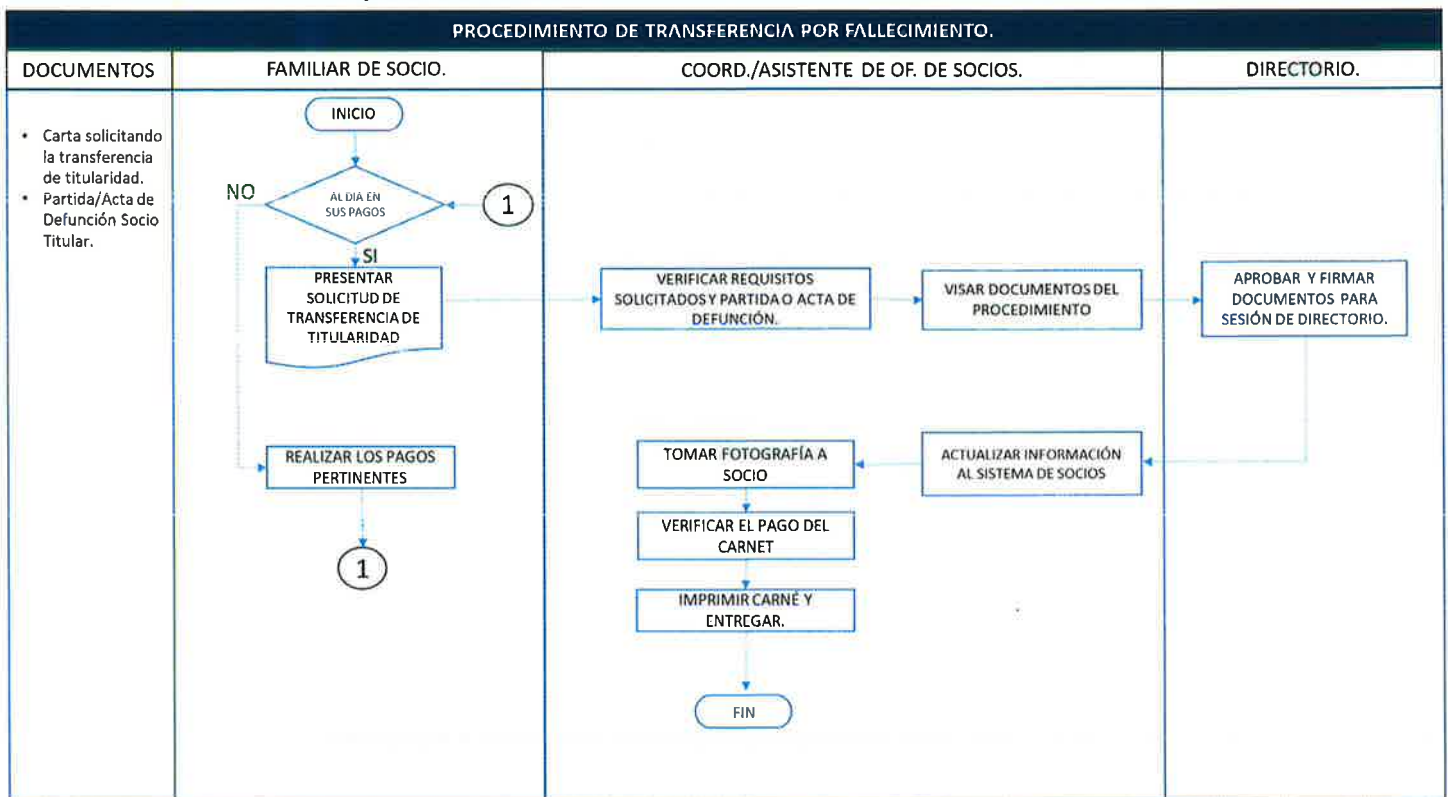 PROCEDIMIENTO DE TRANSFERENCIA POR FALLECIMIENTO.
DOCUMENTOS
FAMILIAR DE SOCIO.
COORD./ASISTENTE DE OF. DE SOCIOS.
DIRECTORIO.
• Carta solicitando
la transferencia
de titularidad.
• Partida/Acta de
Defunción Socio
Titular.
INICIO
NO
AL DIA EN
SUS PAGOS
1
SI
PRESENTAR
SOLICITUD DE
TRANSFERENCIA DE
TITULARIDAD
VERIFICAR REQUISITOS
SOLICITADOS Y PARTIDA O ACTA DE
DEFUNCIÓN.
VISAR DOCUMENTOS DEL
PROCEDIMIENTO
APROBAR Y FIRMAR
DOCUMENTOS PARA
SESIÓN DE DIRECTORIO.
REALIZAR LOS PAGOS
PERTINENTES
1
TOMAR FOTOGRAFÍA A
SOCIO
ACTUALIZAR INFORMACIÓN
AL SISTEMA DE SOCIOS
VERIFICAR EL PAGO DEL
CARNET
IMPRIMIR CARNÉ Y
ENTREGAR.
FIN